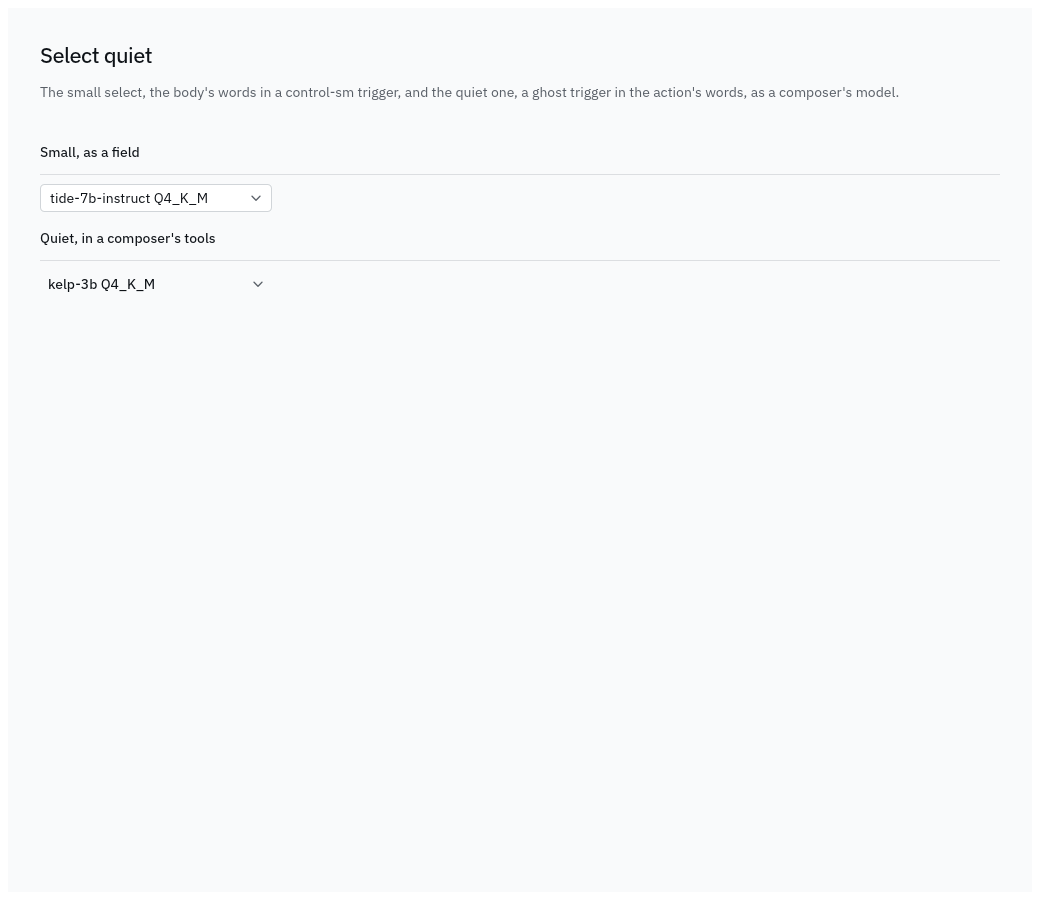 Select quiet
The small select, the body's words in a control-sm trigger, and the quiet one, a ghost trigger in the action's words, as a composer's model.
Small, as a field
tide-7b-instruct Q4_K_M
Quiet, in a composer's tools
kelp-3b Q4_K_M